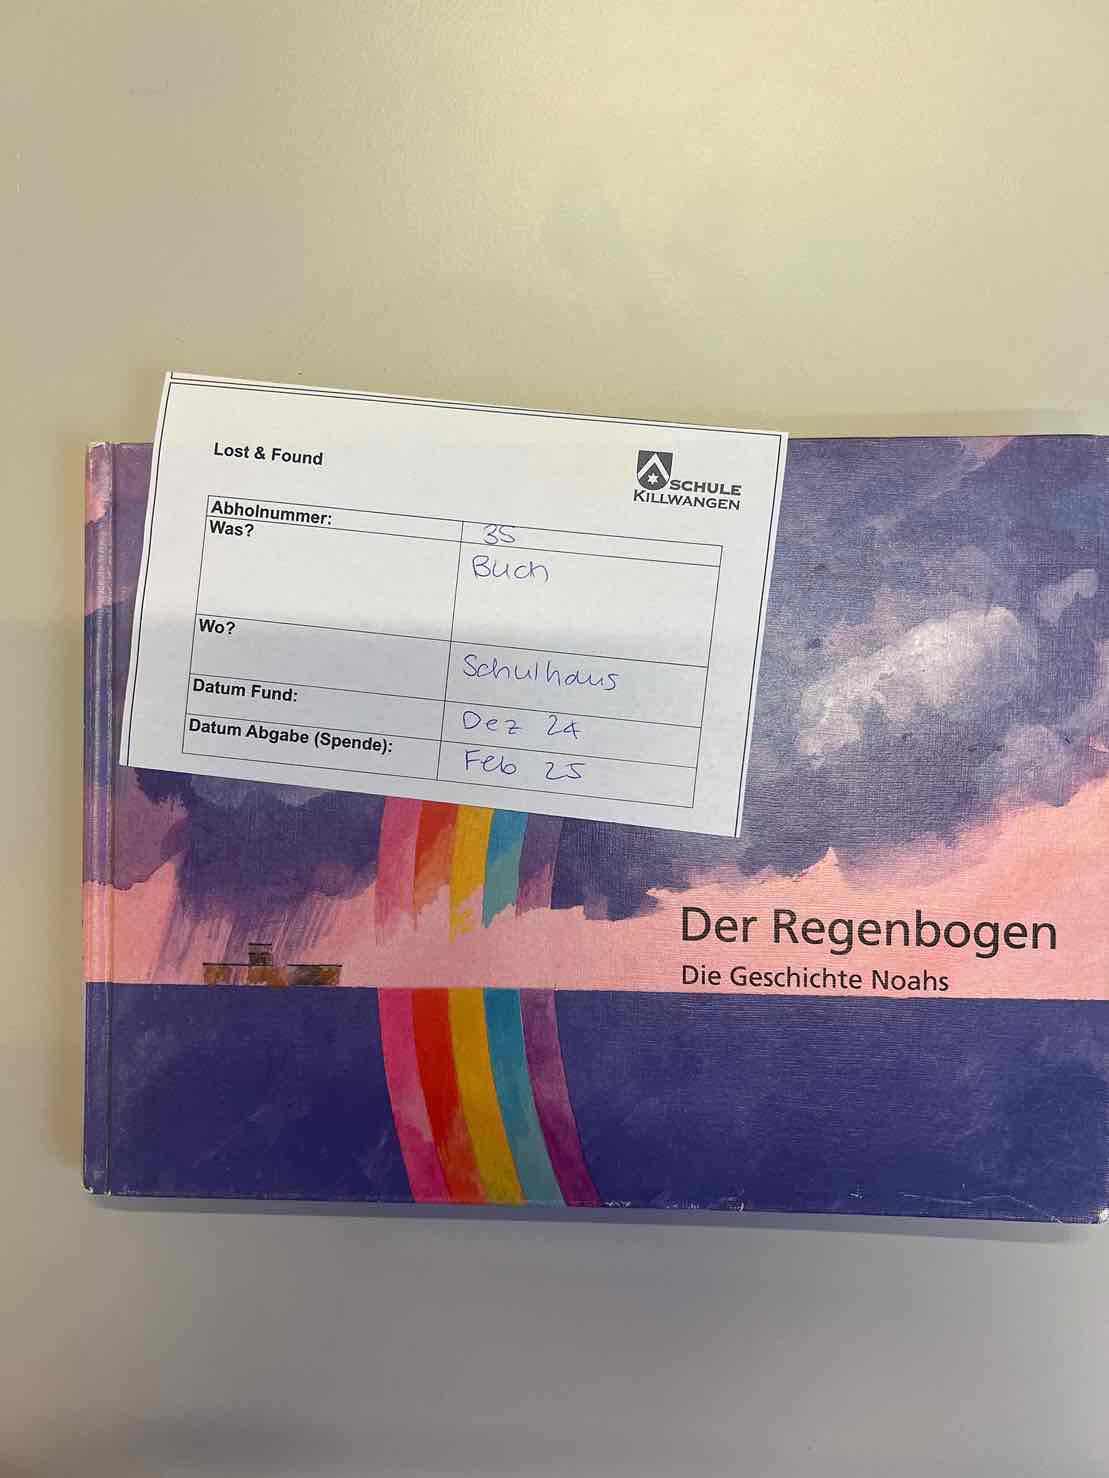 Lost & Found
SCHULE
KILLWANGEN
Abholnummer: 35
Was? Buch
Wo? Schulhaus
Datum Fund: Dez 24
Datum Abgabe (Spende): Feb 25
Der Regenbogen
Die Geschichte Noahs